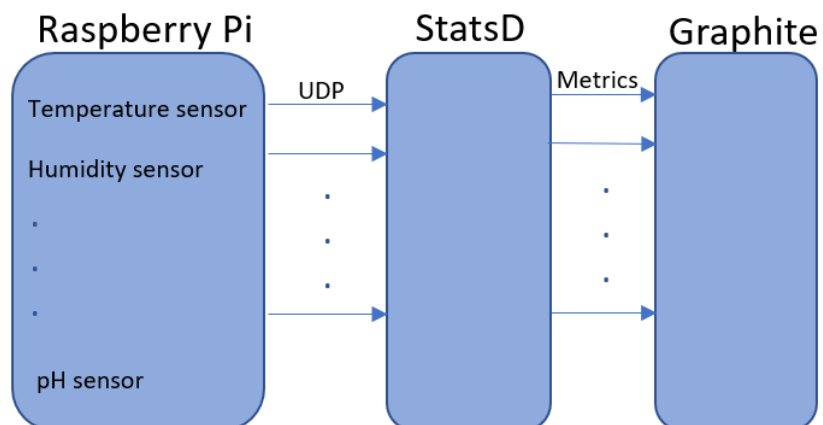 Raspberry Pi
StatsD
Graphite
Temperature sensor
UDP
Metrics
Humidity sensor
pH sensor